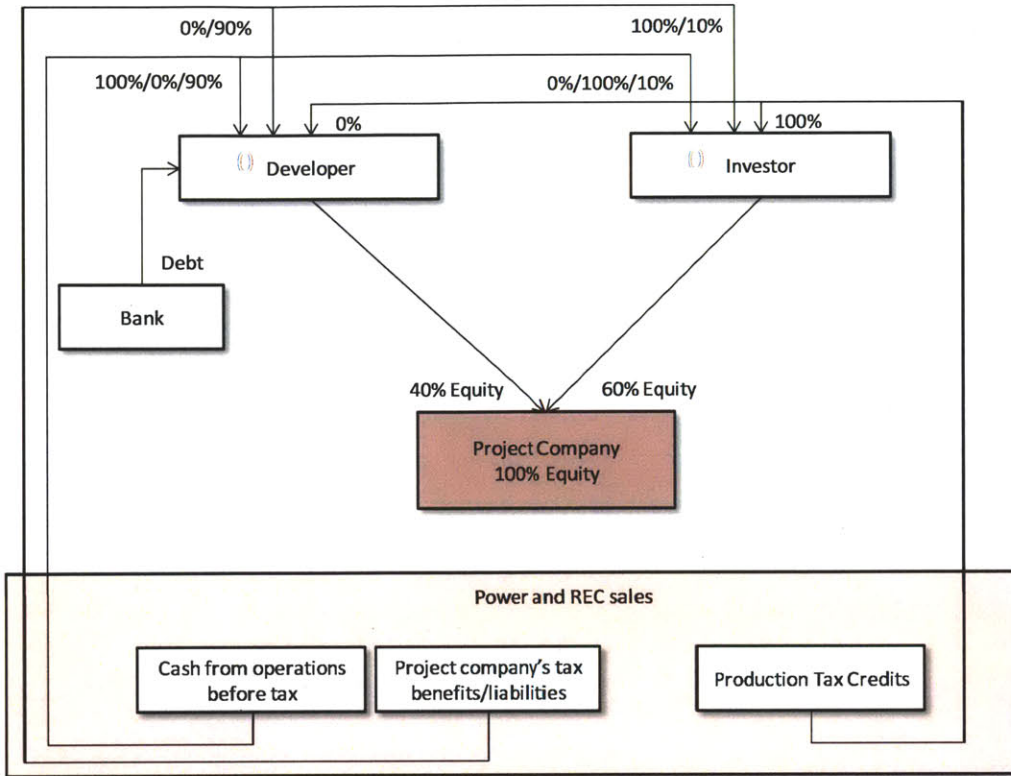 0%/90%
100%/10%
100%/0%/90%
0%/100%/10%
0%
100%
Developer
Investor
Debt
Bank
40% Equity
60% Equity
Project Company
100% Equity
Power and REC sales
Cash from operations
before tax
Project company's tax
benefits/liabilities
Production Tax Credits